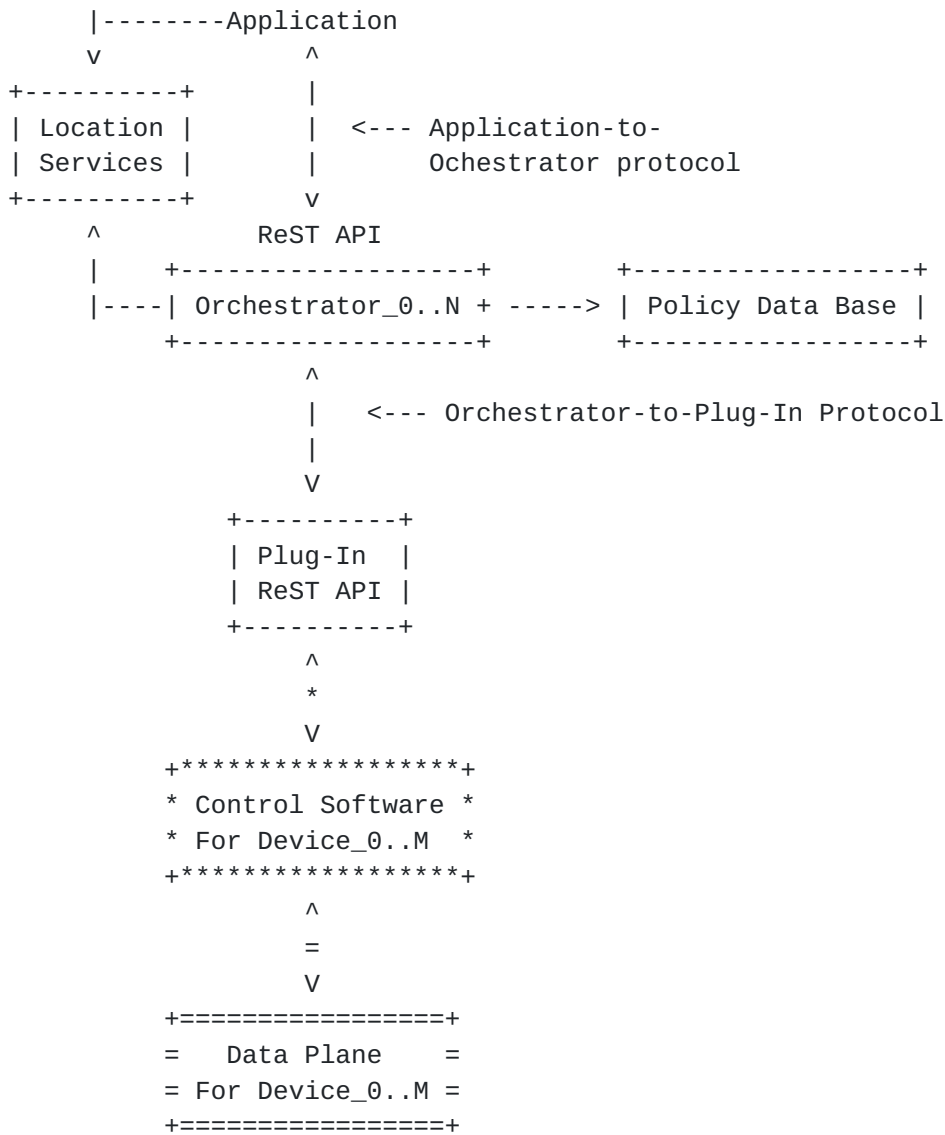 |--------Application
v ^
+----------+ |
| Location | | <--- Application-to-
| Services | | Ochestrator protocol
+----------+ v
^ ReST API
| +-------------------+ +------------------+
|----| Orchestrator_0..N + -----> | Policy Data Base |
+-------------------+ +------------------+
^
| <--- Orchestrator-to-Plug-In Protocol
|
V
+----------+
| Plug-In |
| ReST API |
+----------+
^
*
V
+******************+
* Control Software *
* For Device_0..M *
+******************+
^
=
V
+=================+
= Data Plane =
= For Device_0..M =
+=================+